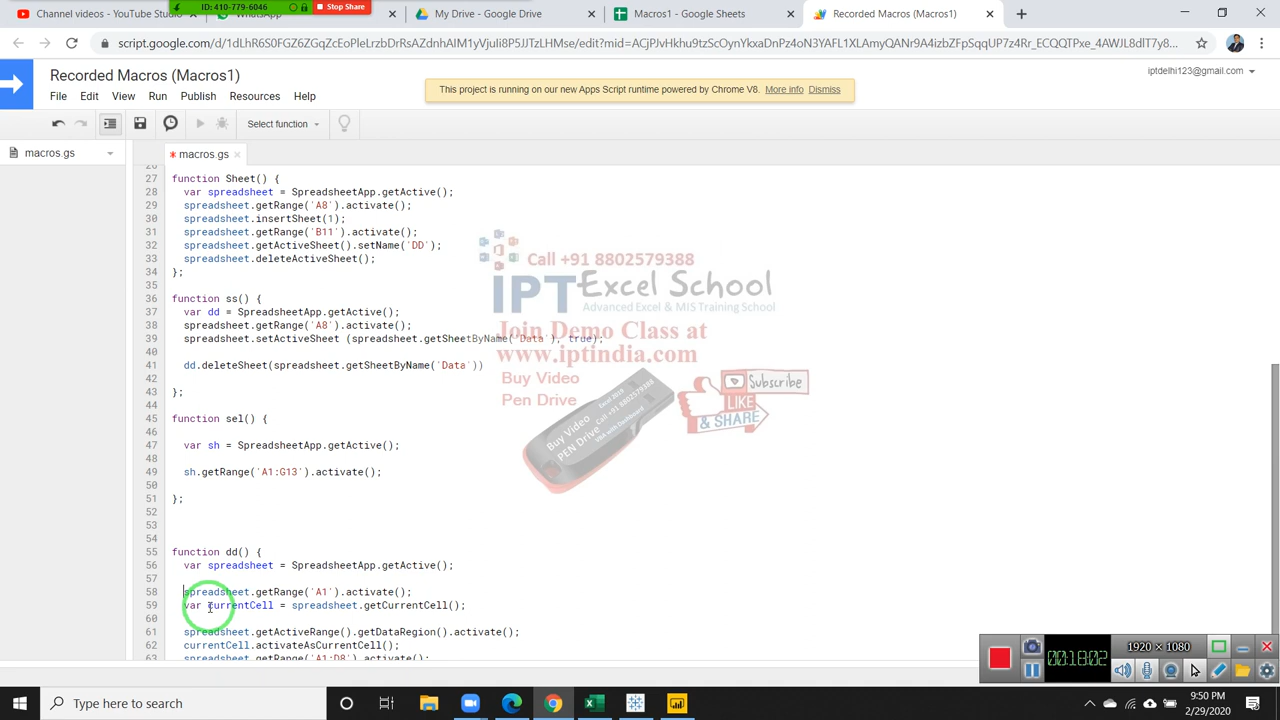 ID: 410-779-6046
Stop Share
Channel videos - YouTube Studio
WhatsApp
My Drive - Google Drive
Macros1 - Google Sheets
Recorded Macros (Macros1)
script.google.com/d/1dLhR6S0FGZ6ZGqZcEoPleLrzbDrRsAZdnhAIM1yVjuIi8P5JJTzLHMse/edit?mid=ACjPJvHkhu9tzScOynYkxaDnPz4oN3YAFL1XLAmyQANr9A4izbZFpSqqUP7z4Rr_ECQQTPxe_4AWJL8dlT7y8...
Recorded Macros (Macros1)
iptdelhi123@gmail.com
This project is running on our new Apps Script runtime powered by Chrome V8. More info Dismiss
File Edit View Run Publish Resources Help
Select function
macros.gs
macros.gs
26
27 function Sheet() {
28 var spreadsheet = SpreadsheetApp.getActive();
29 spreadsheet.getRange('A8').activate();
30 spreadsheet.insertSheet(1);
31 spreadsheet.getRange('B11').activate();
32 spreadsheet.getActiveSheet().setName('DD');
33 spreadsheet.deleteActiveSheet();
34 };
35
36 function ss() {
37 var dd = SpreadsheetApp.getActive();
38 spreadsheet.getRange('A8').activate();
39 spreadsheet.setActiveSheet (spreadsheet.getSheetByName('Data'), true);
40
41 dd.deleteSheet(spreadsheet.getSheetByName('Data'))
42
43 };
44
45 function sel() {
46
47 var sh = SpreadsheetApp.getActive();
48
49 sh.getRange('A1:G13').activate();
50
51 };
52
53
54
55 function dd() {
56 var spreadsheet = SpreadsheetApp.getActive();
57
58 spreadsheet.getRange('A1').activate();
59 var currentCell = spreadsheet.getCurrentCell();
60
61 spreadsheet.getActiveRange().getDataRegion().activate();
62 currentCell.activateAsCurrentCell();
63 spreadsheet.getRange('A1:D8').activate();
Call +91 8802579388
IPT Excel School
Advanced Excel & MIS Training School
Join Demo Class at
www.iptindia.com
Buy Video
Pen Drive
Subscribe
LIKE
& SHARE
00:18:02
1920 × 1080
Type here to search
9:50 PM
2/29/2020